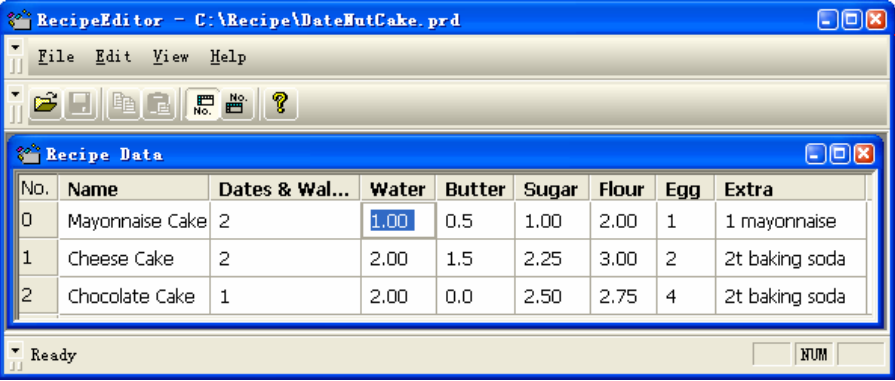 RecipeEditor - C:\Recipe\DateNutCake.prd
File Edit View Help
No. No.
Recipe Data
No. Name Dates & Wal... Water Butter Sugar Flour Egg Extra
0 Mayonnaise Cake 2 1.00 0.5 1.00 2.00 1 1 mayonnaise
1 Cheese Cake 2 2.00 1.5 2.25 3.00 2 2t baking soda
2 Chocolate Cake 1 2.00 0.0 2.50 2.75 4 2t baking soda
Ready NUM